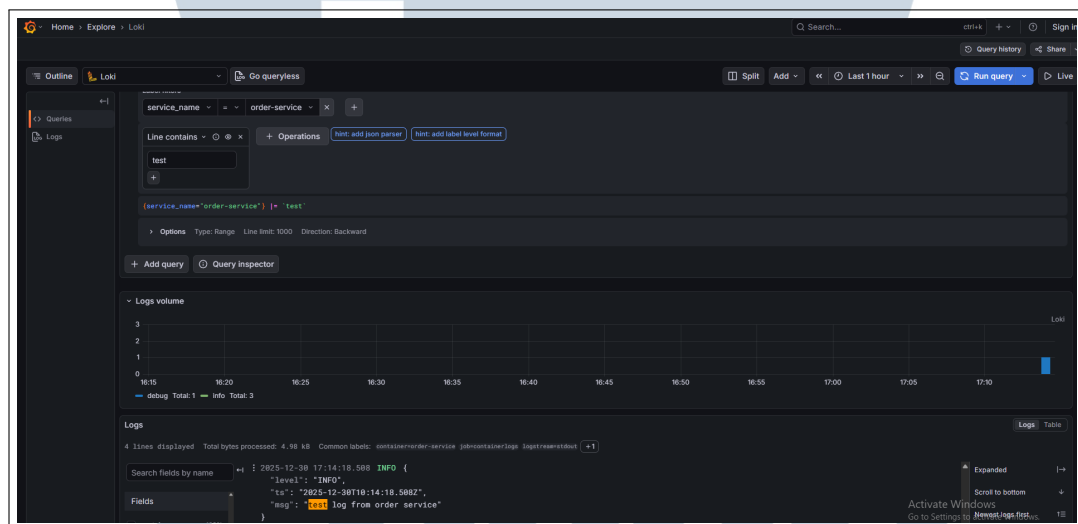 Home › Explore › Loki
Search...
ctrl+k
Sign in
Query history
Share
Outline
Loki
Go queryless
Split
Add
Last 1 hour
Run query
Live
Queries
Logs
service_name
=
order-service
×
+
Line contains
+ Operations
hint: add json parser
hint: add label level format
test
+
{service_name="order-service"} |= `test`
› Options Type: Range Line limit: 1000 Direction: Backward
+ Add query
Query inspector
Logs volume
Loki
3
2
1
0
16:15 16:20 16:25 16:30 16:35 16:40 16:45 16:50 16:55 17:00 17:05 17:10
debug Total: 1 info Total: 3
Logs
Logs Table
4 lines displayed Total bytes processed: 4.98 kB Common labels: container=order-service job=containerlogs logstream=stdout +1
Search fields by name
Fields
2025-12-30 17:14:18.508 INFO {
"level": "INFO",
"ts": "2025-12-30T10:14:18.508Z",
"msg": "test log from order service"
}
Expanded
Scroll to bottom
Newest logs first
Activate Windows
Go to Settings to activate Windows.